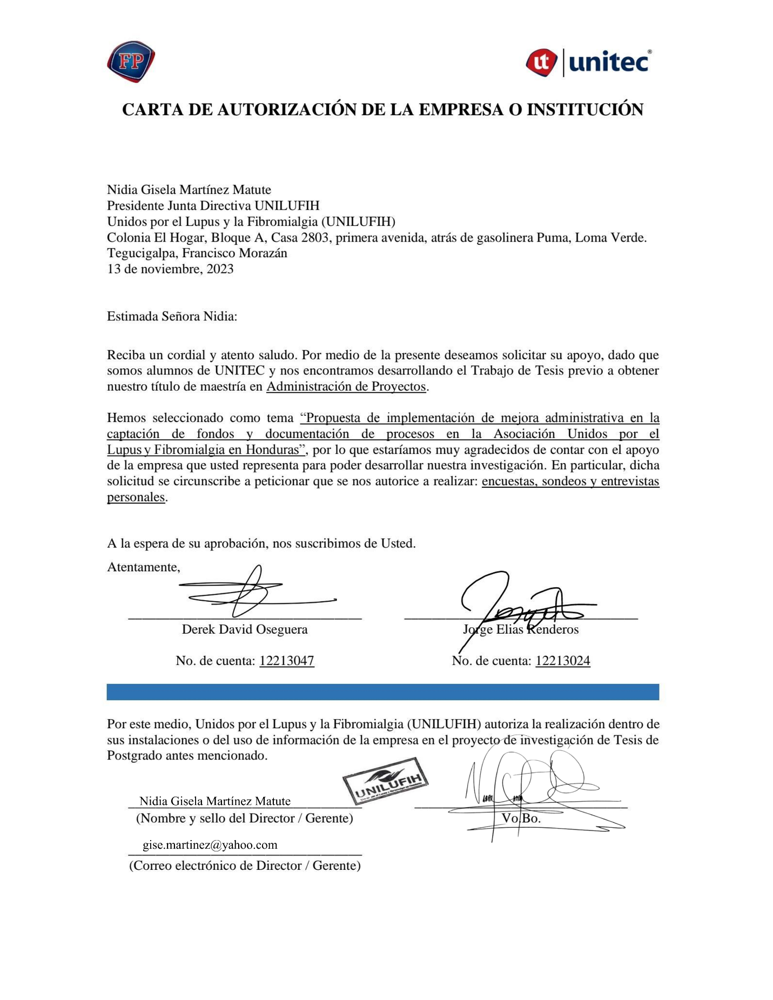 FP
ut unitec®
CARTA DE AUTORIZACIÓN DE LA EMPRESA O INSTITUCIÓN
Nidia Gisela Martínez Matute
Presidente Junta Directiva UNILUFIH
Unidos por el Lupus y la Fibromialgia (UNILUFIH)
Colonia El Hogar, Bloque A, Casa 2803, primera avenida, atrás de gasolinera Puma, Loma Verde.
Tegucigalpa, Francisco Morazán
13 de noviembre, 2023
Estimada Señora Nidia:
Reciba un cordial y atento saludo. Por medio de la presente deseamos solicitar su apoyo, dado que
somos alumnos de UNITEC y nos encontramos desarrollando el Trabajo de Tesis previo a obtener
nuestro título de maestría en Administración de Proyectos.
Hemos seleccionado como tema “Propuesta de implementación de mejora administrativa en la
captación de fondos y documentación de procesos en la Asociación Unidos por el
Lupus y Fibromialgia en Honduras”, por lo que estaríamos muy agradecidos de contar con el apoyo
de la empresa que usted representa para poder desarrollar nuestra investigación. En particular, dicha
solicitud se circunscribe a peticionar que se nos autorice a realizar: encuestas, sondeos y entrevistas
personales.
A la espera de su aprobación, nos suscribimos de Usted.
Atentamente,
Derek David Oseguera
Jorge Elias Renderos
No. de cuenta: 12213047
No. de cuenta: 12213024
Por este medio, Unidos por el Lupus y la Fibromialgia (UNILUFIH) autoriza la realización dentro de
sus instalaciones o del uso de información de la empresa en el proyecto de investigación de Tesis de
Postgrado antes mencionado.
UNILUFIH
Nidia Gisela Martínez Matute
(Nombre y sello del Director / Gerente)
Vo.Bo.
gise.martinez@yahoo.com
(Correo electrónico de Director / Gerente)